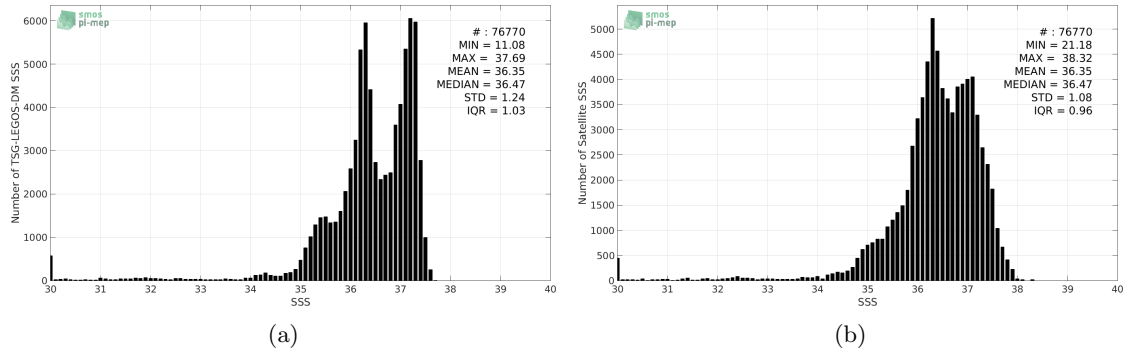 smos
pi-mep
# : 76770
MIN = 11.08
MAX = 37.69
MEAN = 36.35
MEDIAN = 36.47
STD = 1.24
IQR = 1.03
Number of TSG-LEGOS-DM SSS
6000
5000
4000
3000
2000
1000
0
30 31 32 33 34 35 36 37 38 39 40
SSS
(a)
smos
pi-mep
# : 76770
MIN = 21.18
MAX = 38.32
MEAN = 36.35
MEDIAN = 36.47
STD = 1.08
IQR = 0.96
Number of Satellite SSS
5000
4500
4000
3500
3000
2500
2000
1500
1000
500
0
30 31 32 33 34 35 36 37 38 39 40
SSS
(b)